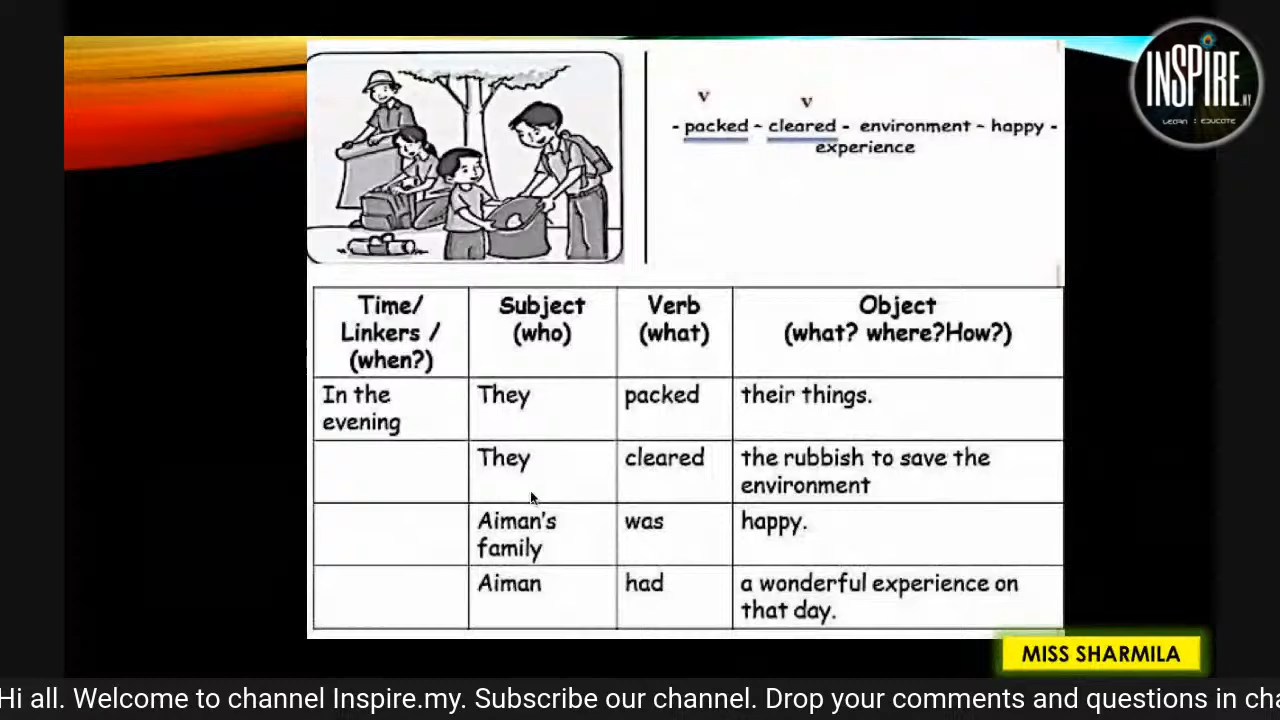 INSPIRE
.MY
LEARN : EDUCATE
v
v
- packed - cleared - environment - happy -
experience
Time/
Linkers /
(when?)
Subject
(who)
Verb
(what)
Object
(what? where?How?)
In the
evening
They
packed
their things.
They
cleared
the rubbish to save the
environment
Aiman's
family
was
happy.
Aiman
had
a wonderful experience on
that day.
MISS SHARMILA
Hi all. Welcome to channel Inspire.my. Subscribe our channel. Drop your comments and questions in cha